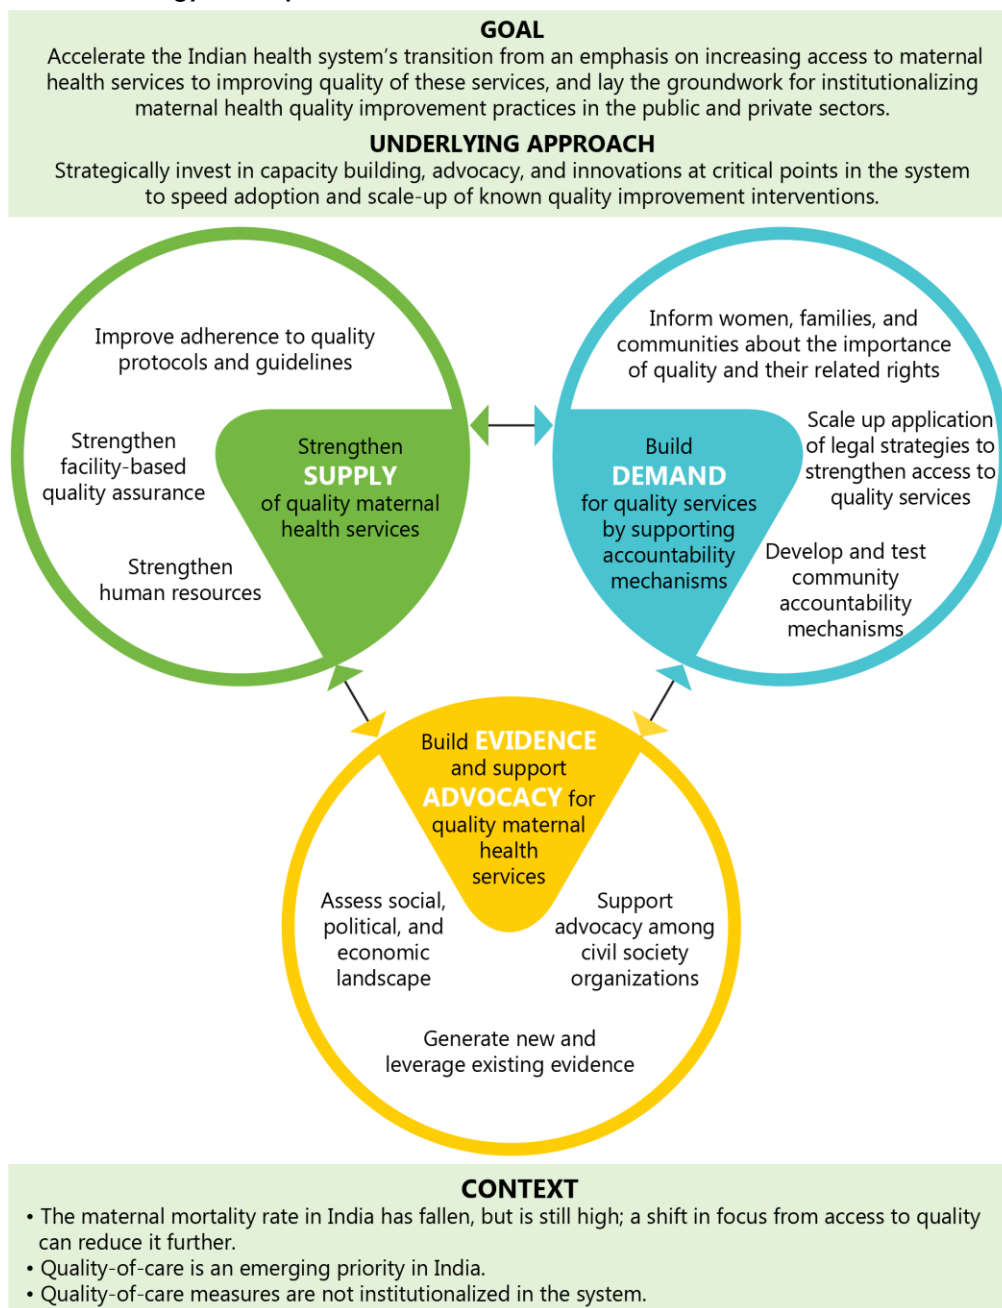 GOAL
Accelerate the Indian health system's transition from an emphasis on increasing access to maternal
health services to improving quality of these services, and lay the groundwork for institutionalizing
maternal health quality improvement practices in the public and private sectors.
UNDERLYING APPROACH
Strategically invest in capacity building, advocacy, and innovations at critical points in the system
to speed adoption and scale-up of known quality improvement interventions.
Improve adherence to quality
protocols and guidelines
Strengthen
facility-based
quality assurance
Strengthen
human resources
Strengthen
SUPPLY
of quality maternal
health services
Inform women, families, and
communities about the importance
of quality and their related rights
Build
DEMAND
for quality services
by supporting
accountability
mechanisms
Scale up application
of legal strategies to
strengthen access to
quality services
Develop and test
community
accountability
mechanisms
Build EVIDENCE
and support
ADVOCACY for
quality maternal
health
services
Assess social,
political, and
economic
landscape
Support
advocacy among
civil society
organizations
Generate new and
leverage existing evidence
CONTEXT
• The maternal mortality rate in India has fallen, but is still high; a shift in focus from access to quality
can reduce it further.
• Quality-of-care is an emerging priority in India.
• Quality-of-care measures are not institutionalized in the system.